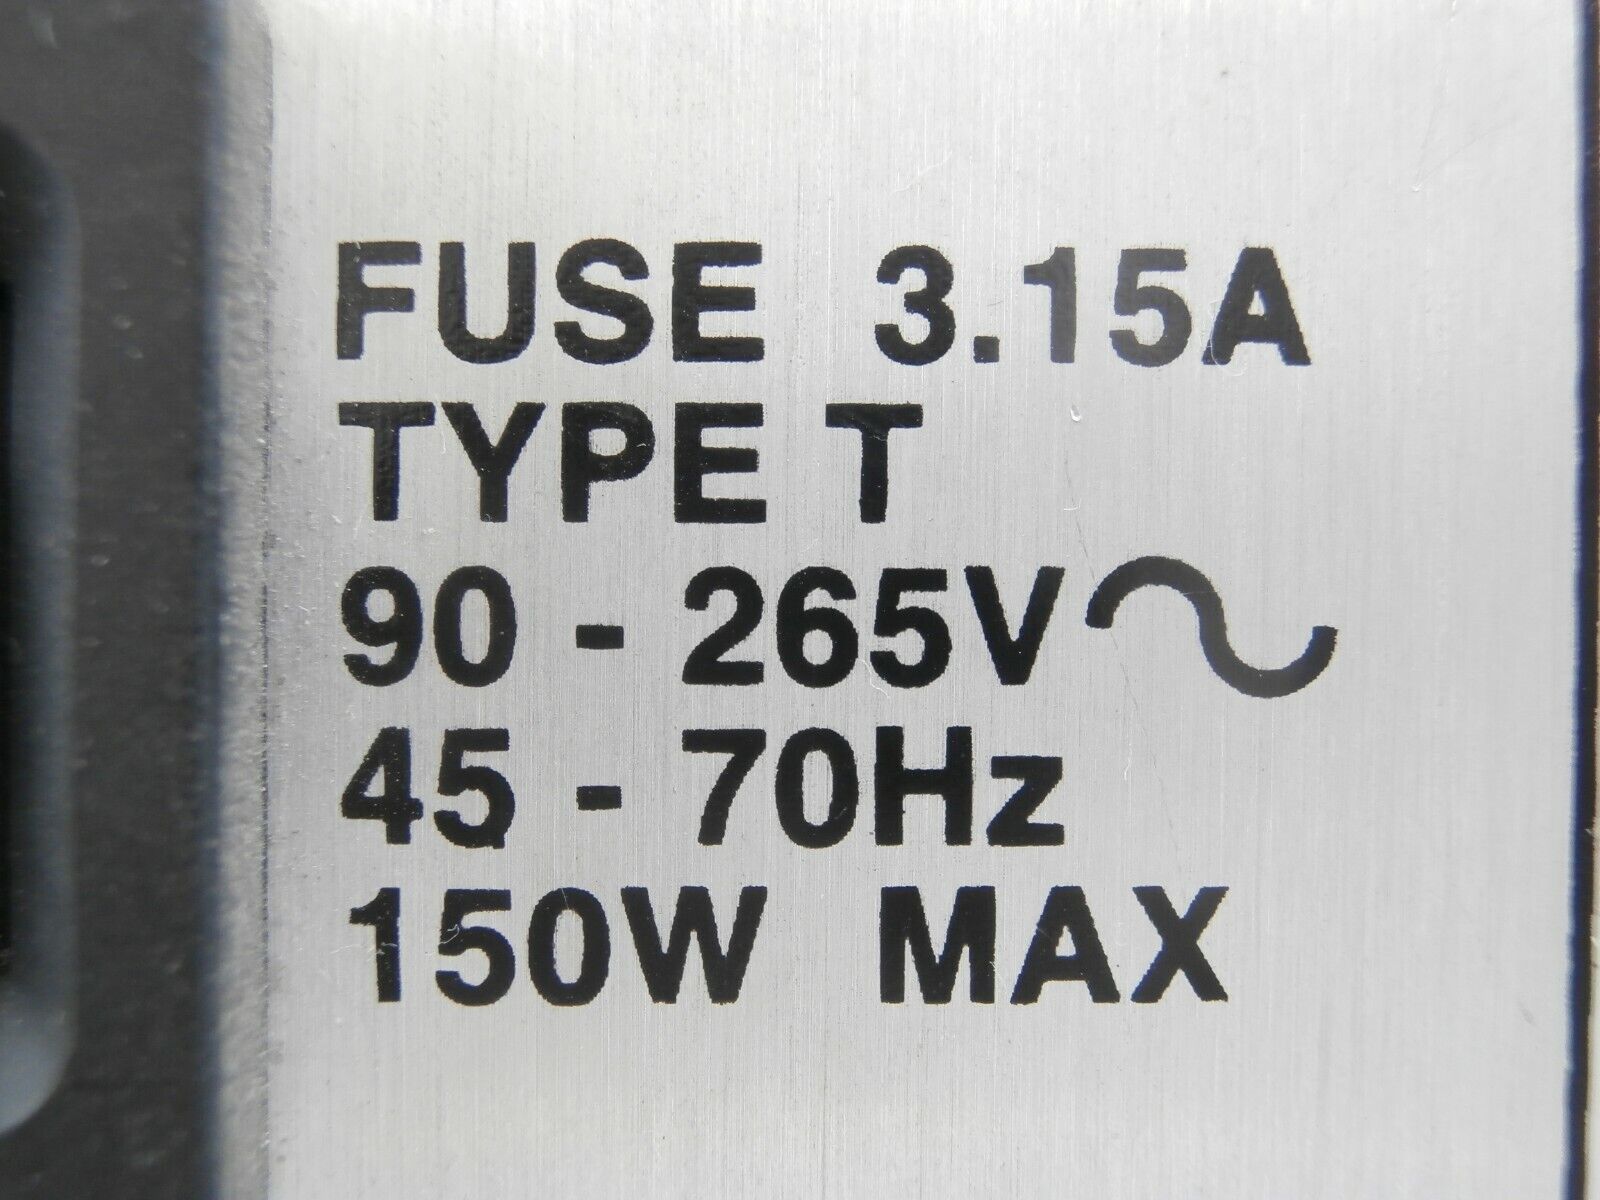 FUSE 3.15A
TYPE T
90 - 265V ~
45 - 70Hz
150W MAX